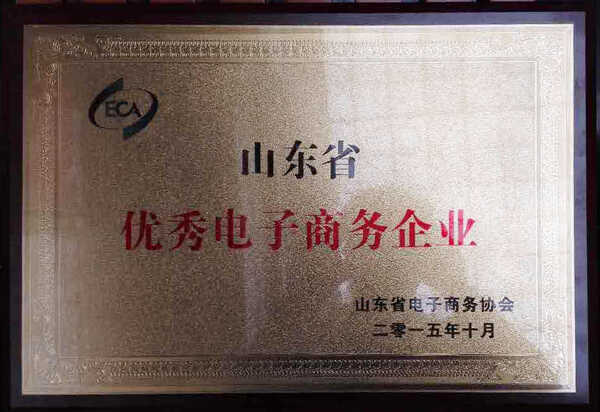 ECA
山东省
优秀电子商务企业
山东省电子商务协会
二零一五年十月